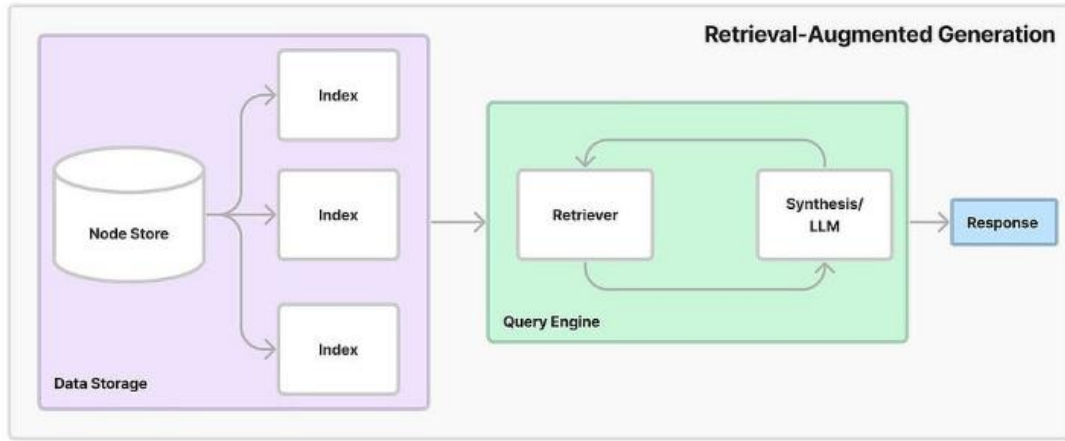 Retrieval-Augmented Generation
Index
Node Store
Index
Index
Data Storage
Retriever
Synthesis/
LLM
Query Engine
Response